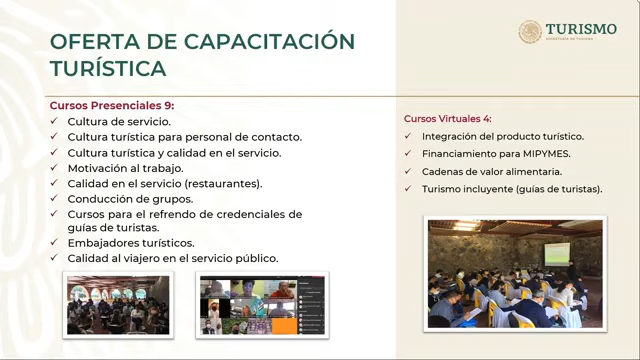 OFERTA DE CAPACITACIÓN
TURÍSTICA
TURISMO
SECRETARÍA DE TURISMO
Cursos Presenciales 9:
Cultura de servicio.
Cultura turística para personal de contacto.
Cultura turística y calidad en el servicio.
Motivación al trabajo.
Calidad en el servicio (restaurantes).
Conducción de grupos.
Cursos para el refrendo de credenciales de
guías de turistas.
Embajadores turísticos.
Calidad al viajero en el servicio público.
Cursos Virtuales 4:
Integración del producto turístico.
Financiamiento para MIPYMES.
Cadenas de valor alimentaria.
Turismo incluyente (guías de turistas).